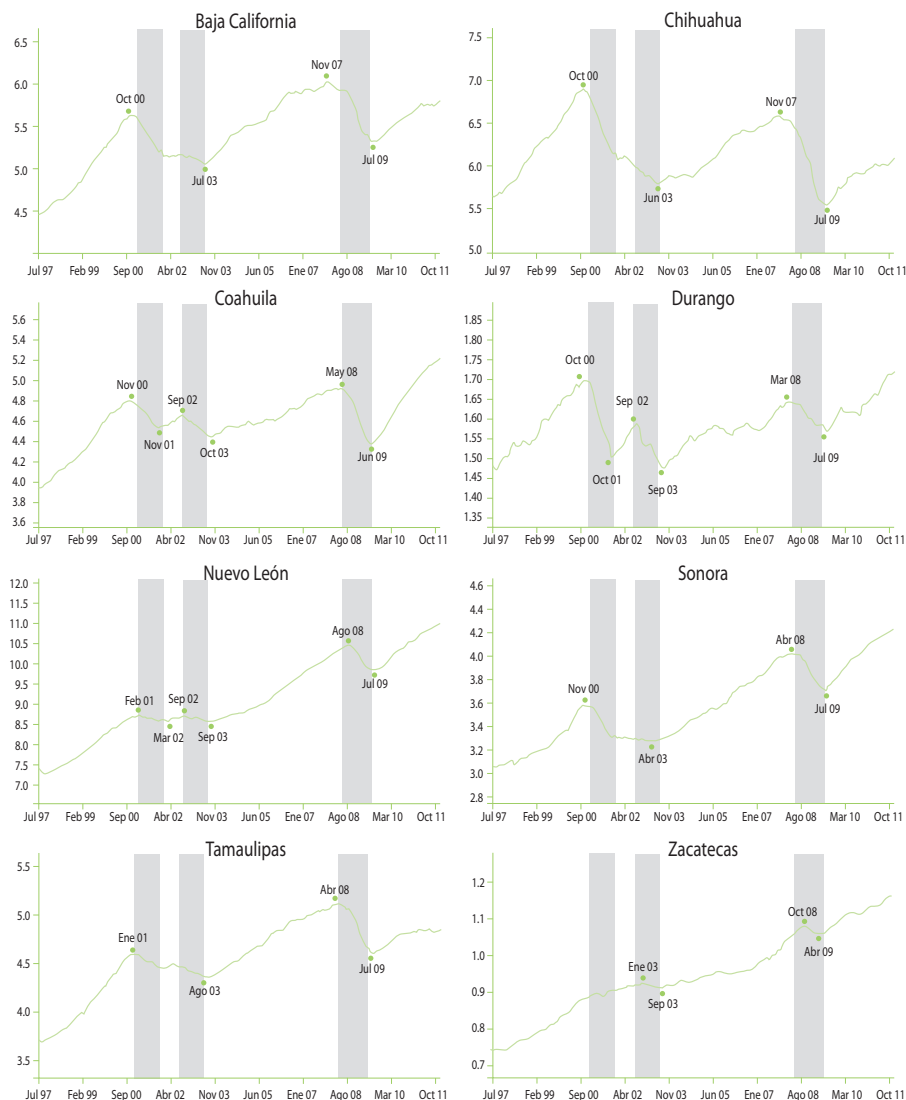 Baja California
6.5
6.0
5.5
5.0
4.5
Oct 00
Jul 03
Nov 07
Jul 09
Jul 97 Feb 99 Sep 00 Abr 02 Nov 03 Jun 05 Ene 07 Ago 08 Mar 10 Oct 11
Chihuahua
7.5
7.0
6.5
6.0
5.5
5.0
Oct 00
Jun 03
Nov 07
Jul 09
Jul 97 Feb 99 Sep 00 Abr 02 Nov 03 Jun 05 Ene 07 Ago 08 Mar 10 Oct 11
Coahuila
5.6
5.4
5.2
5.0
4.8
4.6
4.4
4.2
4.0
3.8
3.6
Nov 00
Nov 01
Sep 02
Oct 03
May 08
Jun 09
Jul 97 Feb 99 Sep 00 Abr 02 Nov 03 Jun 05 Ene 07 Ago 08 Mar 10 Oct 11
Durango
1.85
1.80
1.75
1.70
1.65
1.60
1.55
1.50
1.45
1.40
1.35
Oct 00
Oct 01
Sep 02
Sep 03
Mar 08
Jul 09
Jul 97 Feb 99 Sep 00 Abr 02 Nov 03 Jun 05 Ene 07 Ago 08 Mar 10 Oct 11
Nuevo León
12.0
11.5
11.0
10.5
10.0
9.5
9.0
8.5
8.0
7.5
7.0
Feb 01
Mar 02
Sep 02
Sep 03
Ago 08
Jul 09
Jul 97 Feb 99 Sep 00 Abr 02 Nov 03 Jun 05 Ene 07 Ago 08 Mar 10 Oct 11
Sonora
4.6
4.4
4.2
4.0
3.8
3.6
3.4
3.2
3.0
2.8
Nov 00
Abr 03
Abr 08
Jul 09
Jul 97 Feb 99 Sep 00 Abr 02 Nov 03 Jun 05 Ene 07 Ago 08 Mar 10 Oct 11
Tamaulipas
5.5
5.0
4.5
4.0
3.5
Ene 01
Ago 03
Abr 08
Jul 09
Jul 97 Feb 99 Sep 00 Abr 02 Nov 03 Jun 05 Ene 07 Ago 08 Mar 10 Oct 11
Zacatecas
1.2
1.1
1.0
0.9
0.8
0.7
Ene 03
Sep 03
Oct 08
Abr 09
Jul 97 Feb 99 Sep 00 Abr 02 Nov 03 Jun 05 Ene 07 Ago 08 Mar 10 Oct 11